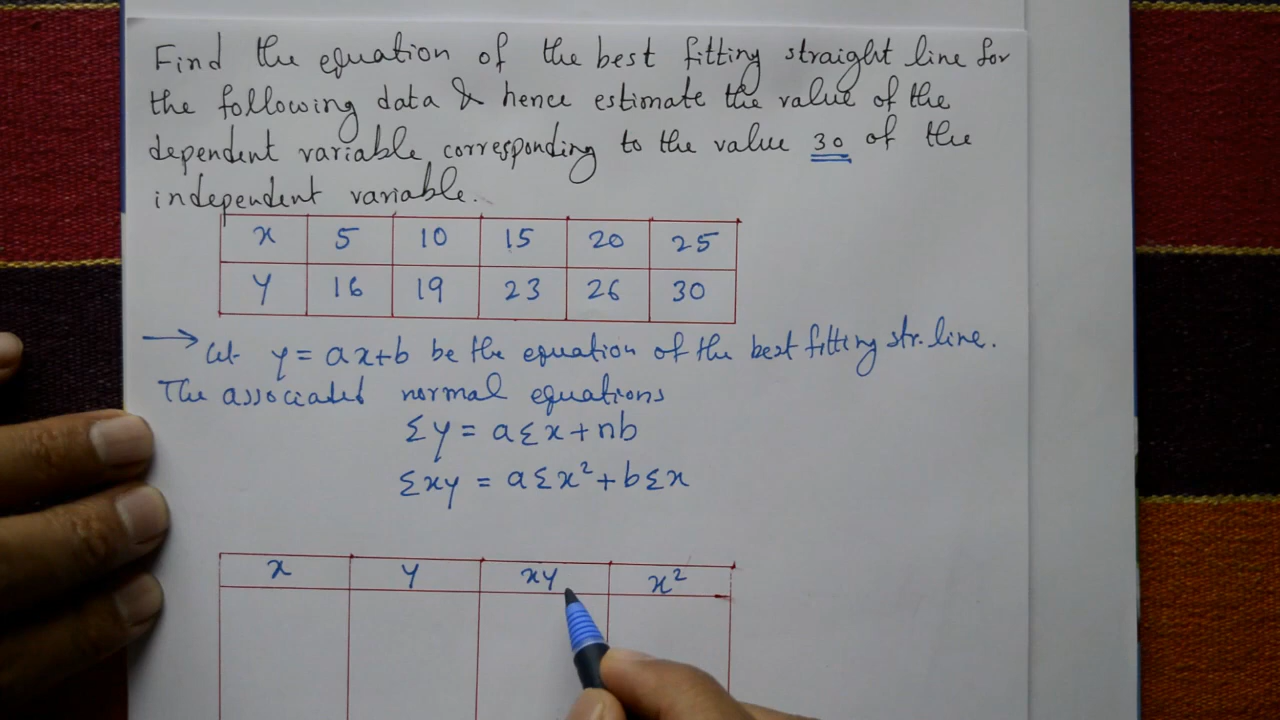 Find the equation of the best fitting straight line for
the following data & hence estimate the value of the
dependent variable corresponding to the value 30 of the
independent variable.
x 5 10 15 20 25
y 16 19 23 26 30
→ Let y = ax+b be the equation of the best fitting str. line.
The associated normal equations
Σy = aΣx + nb
Σxy = aΣx² + bΣx
x y xy x²